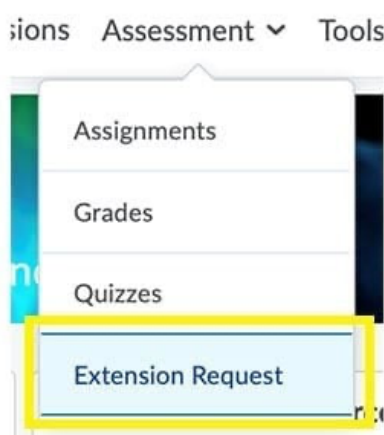 sions Assessment Tools
Assignments
Grades
Quizzes
Extension Request